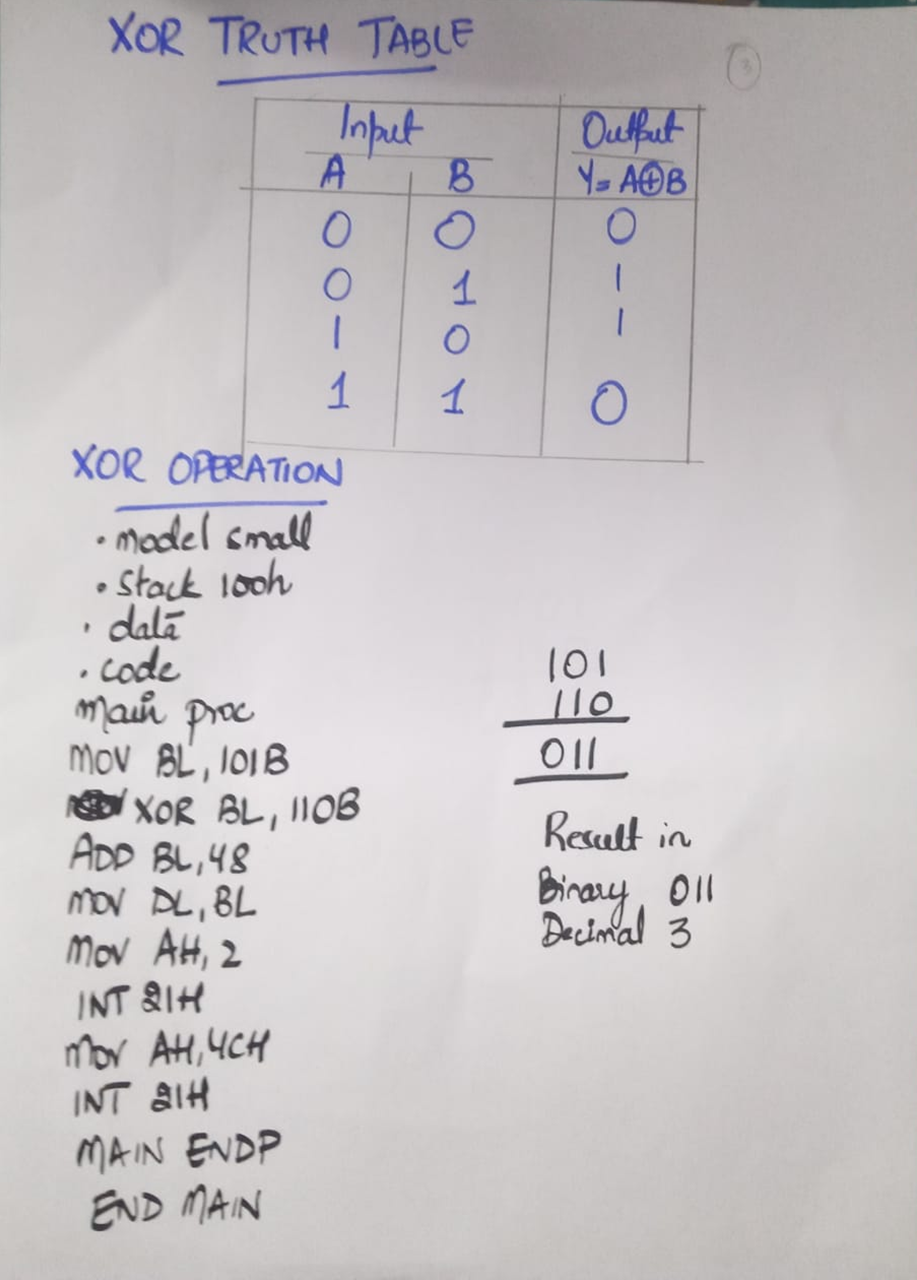 XOR TRUTH TABLE
3
Input Output
A B Y=A⊕B
0 0 0
0 1 1
1 0 1
1 1 0
XOR OPERATION
.model small
.Stack 100h
.data
.code
Main proc
MOV BL,101B
XOR BL, 110B
ADD BL,48
MOV DL,BL
MOV AH,2
INT 21H
MOV AH,4CH
INT 21H
MAIN ENDP
END MAIN
101
110
011
Result in
Binary 011
Decimal 3